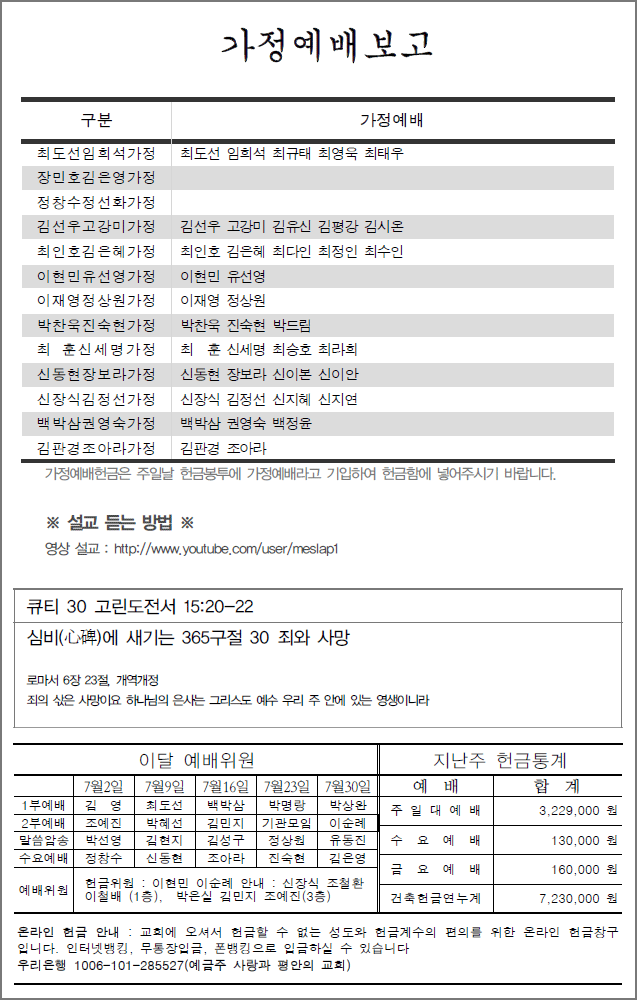 가정예배보고
구분 가정예배
최도선임희석가정 최도선 임희석 최규태 최영욱 최태우
장민호김은영가정
정창수정선화가정
김선우고강미가정 김선우 고강미 김유신 김평강 김시온
최인호김은혜가정 최인호 김은혜 최다인 최정인 최수인
이현민유선영가정 이현민 유선영
이재영정상원가정 이재영 정상원
박찬욱진숙현가정 박찬욱 진숙현 박드림
최 훈신세명가정 최 훈 신세명 최승호 최라희
신동현장보라가정 신동현 장보라 신이본 신이안
신장식김정선가정 신장식 김정선 신지혜 신지연
백박삼권영숙가정 백박삼 권영숙 백정윤
김판경조아라가정 김판경 조아라
가정예배헌금은 주일날 헌금봉투에 가정예배라고 기입하여 헌금함에 넣어주시기 바랍니다.
※ 설교 듣는 방법 ※
영상 설교 : http://www.youtube.com/user/meslap1
큐티 30 고린도전서 15:20-22
심비(心碑)에 새기는 365구절 30 죄와 사망
로마서 6장 23절, 개역개정
죄의 삯은 사망이요 하나님의 은사는 그리스도 예수 우리 주 안에 있는 영생이니라
이달 예배위원
7월2일 7월9일 7월16일 7월23일 7월30일
1부예배 김 영 최도선 백박삼 박명랑 박상완
2부예배 조예진 박혜선 김민지 기관모임 이순례
말씀암송 박선영 김현지 김성구 정상원 유동진
수요예배 정창수 신동현 조아라 진숙현 김은영
예배위원 헌금위원 : 이현민 이순례 안내 : 신장식 조철환
이철배 (1층), 박온실 김민지 조예진(3층)
지난주 헌금통계
예 배 합 계
주 일 대 예 배 3,229,000 원
수 요 예 배 130,000 원
금 요 예 배 160,000 원
건축헌금연누계 7,230,000 원
온라인 헌금 안내 : 교회에 오셔서 헌금할 수 없는 성도와 헌금계수의 편의를 위한 온라인 헌금창구
입니다. 인터넷뱅킹, 무통장입금, 폰뱅킹으로 입금하실 수 있습니다
우리은행 1006-101-285527(예금주 사랑과 평안의 교회)